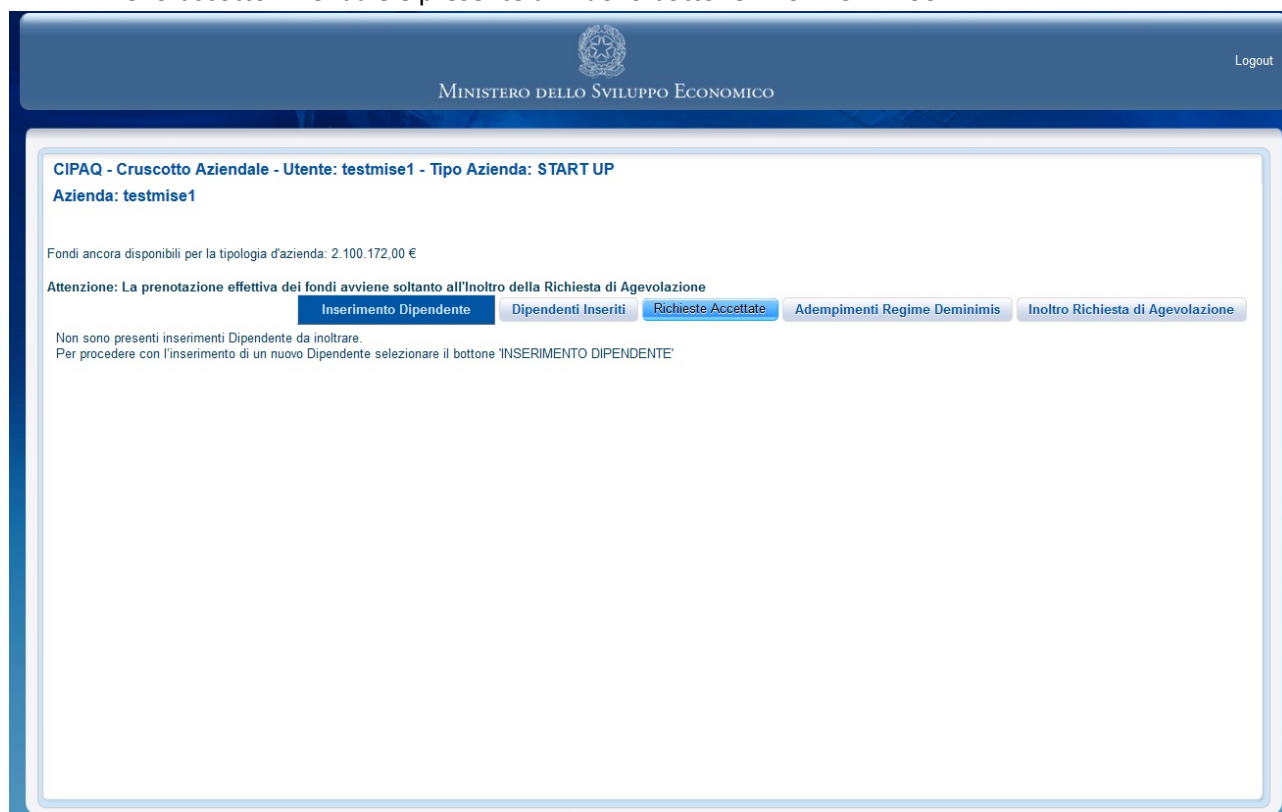 MINISTERO DELLO SVILUPPO ECONOMICO
Logout
CIPAQ - Cruscotto Aziendale - Utente: testmise1 - Tipo Azienda: START UP
Azienda: testmise1
Fondi ancora disponibili per la tipologia d'azienda: 2.100.172,00 €
Attenzione: La prenotazione effettiva dei fondi avviene soltanto all'Inoltro della Richiesta di Agevolazione
Inserimento Dipendente Dipendenti Inseriti Richieste Accettate Adempimenti Regime Deminimis Inoltro Richiesta di Agevolazione
Non sono presenti inserimenti Dipendente da inoltrare.
Per procedere con l'inserimento di un nuovo Dipendente selezionare il bottone 'INSERIMENTO DIPENDENTE'